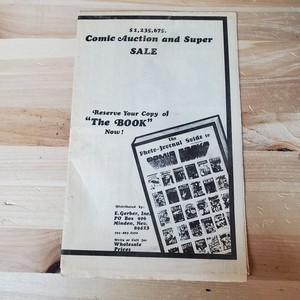 $1,235,675.
Comic Auction and Super
SALE
Reserve Your Copy of
"The BOOK"
Now!
The
Photo-Journal Guide to
COMIC BOOKS
Distributed by:
E. Gerber, Inc.
PO Box 906
Minden, Nev.
89423
Write or Call for
Wholesale
Prices